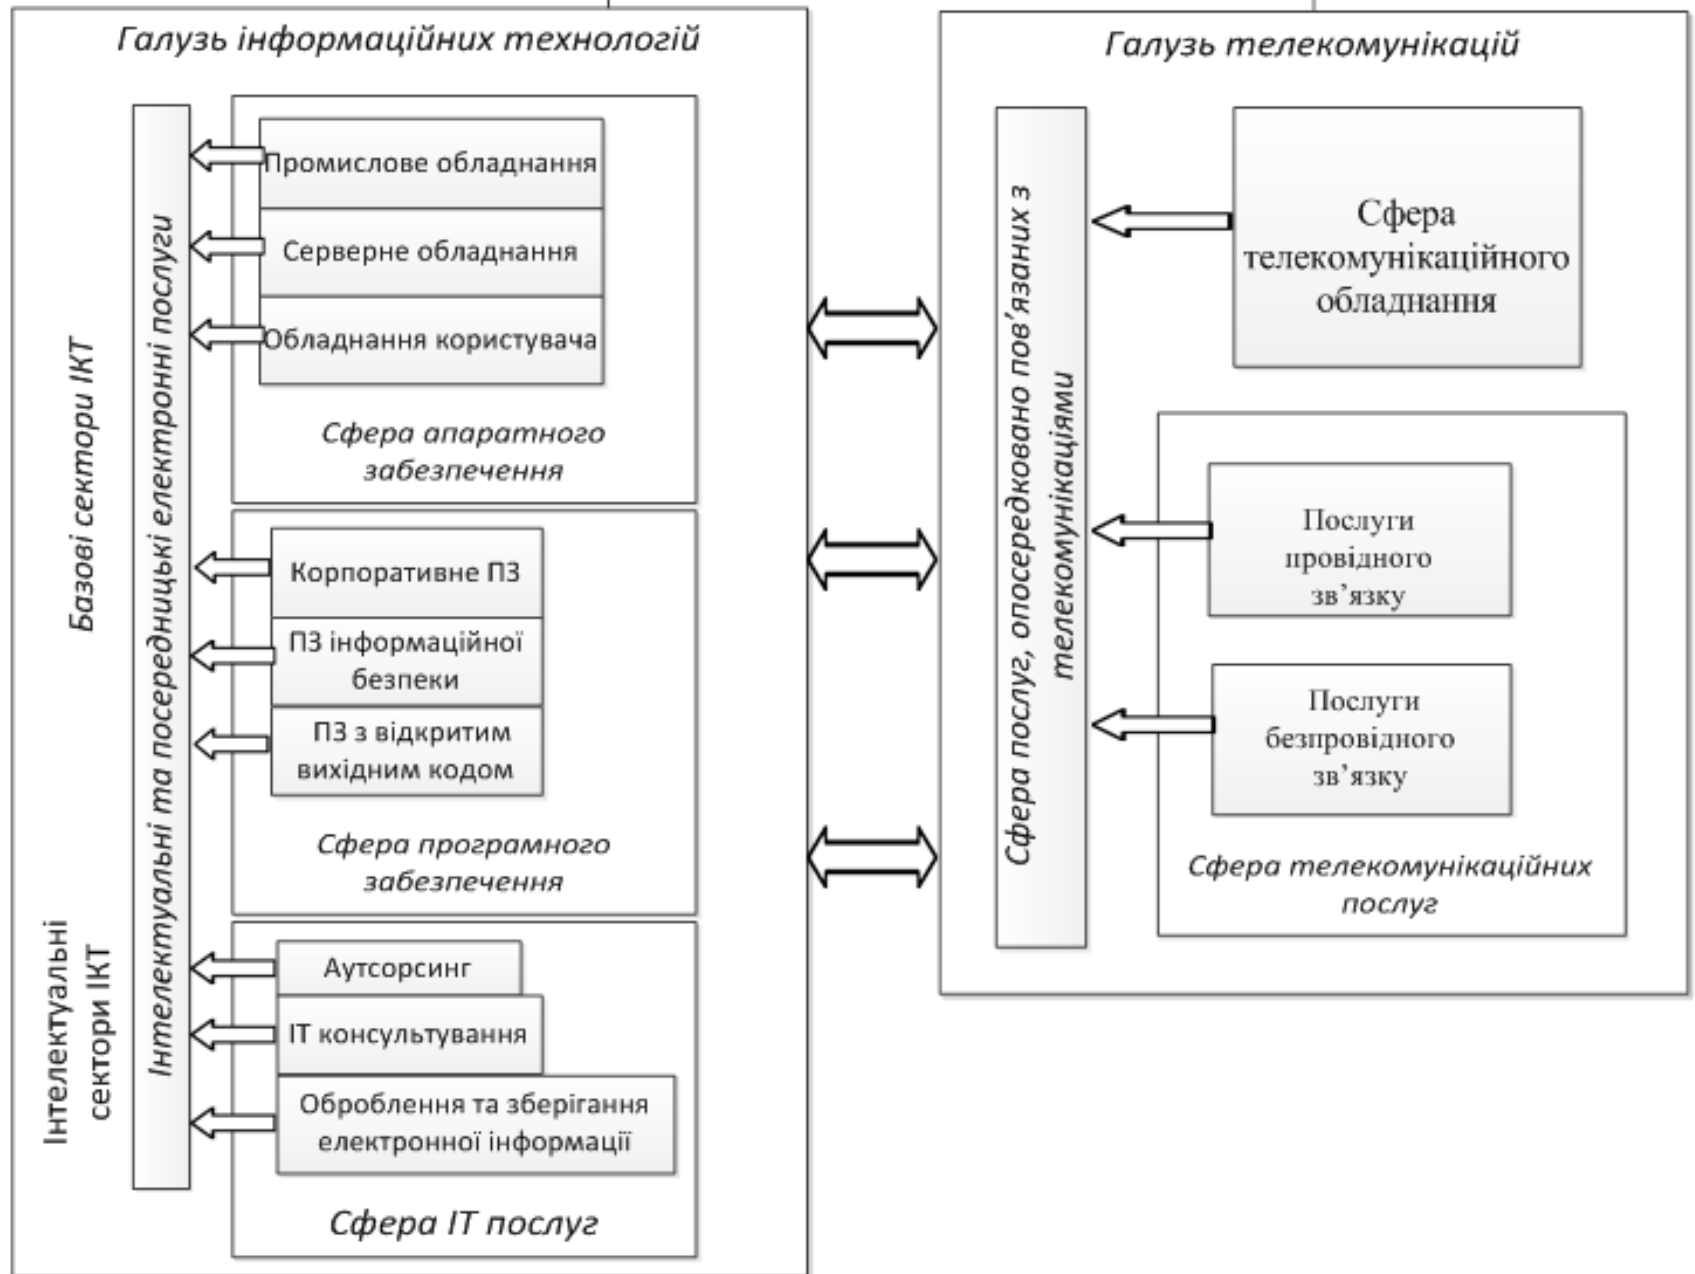 Галузь інформаційних технологій
Базові сектори ІКТ
Інтелектуальні
сектори ІКТ
Інтелектуальні та посередницькі електронні послуги
Промислове обладнання
Серверне обладнання
Обладнання користувача
Сфера апаратного
забезпечення
Корпоративне ПЗ
ПЗ інформаційної
безпеки
ПЗ з відкритим
вихідним кодом
Сфера програмного
забезпечення
Аутсорсинг
ІТ консультування
Оброблення та зберігання
електронної інформації
Сфера ІТ послуг
Галузь телекомунікацій
Сфера послуг, опосередковано пов’язаних з
телекомунікаціями
Сфера
телекомунікаційного
обладнання
Послуги
провідного
зв’язку
Послуги
безпровідного
зв’язку
Сфера телекомунікаційних
послуг